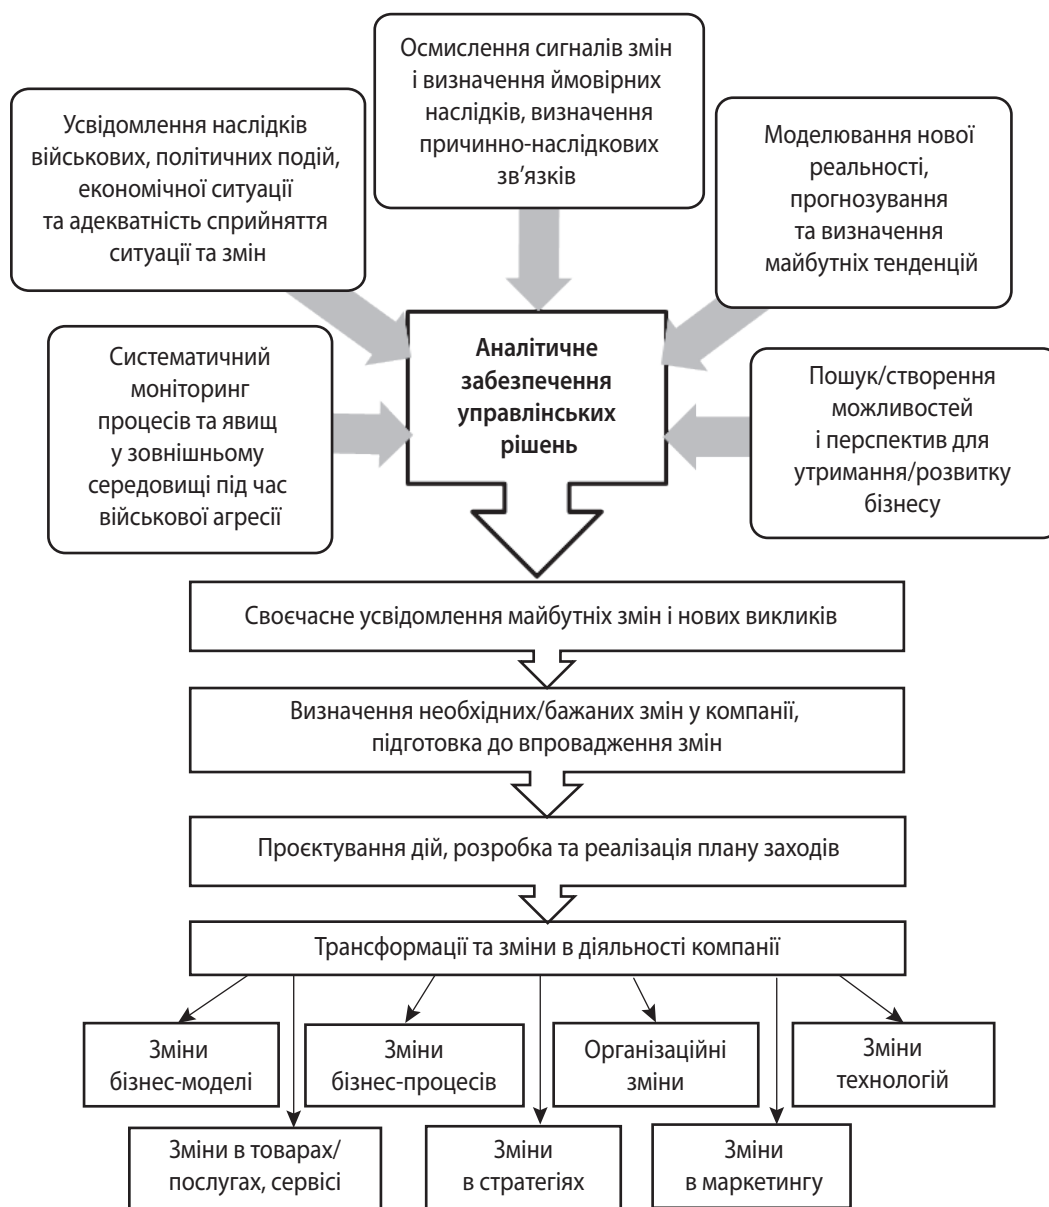 Осмислення сигналів змін
і визначення ймовірних
наслідків, визначення
причинно-наслідкових
зв’язків
Усвідомлення наслідків
військових, політичних подій,
економічної ситуації
та адекватність сприйняття
ситуації та змін
Моделювання нової
реальності,
прогнозування
та визначення
майбутніх тенденцій
Систематичний
моніторинг
процесів та явищ
у зовнішньому
середовищі під час
військової агресії
Аналітичне
забезпечення
управлінських
рішень
Пошук/створення
можливостей
і перспектив для
утримання/розвитку
бізнесу
Своєчасне усвідомлення майбутніх змін і нових викликів
Визначення необхідних/бажаних змін у компанії,
підготовка до впровадження змін
Проєктування дій, розробка та реалізація плану заходів
Трансформації та зміни в діяльності компанії
Зміни
бізнес-моделі
Зміни
бізнес-процесів
Організаційні
зміни
Зміни
технологій
Зміни в товарах/
послугах, сервісі
Зміни
в стратегіях
Зміни
в маркетингу